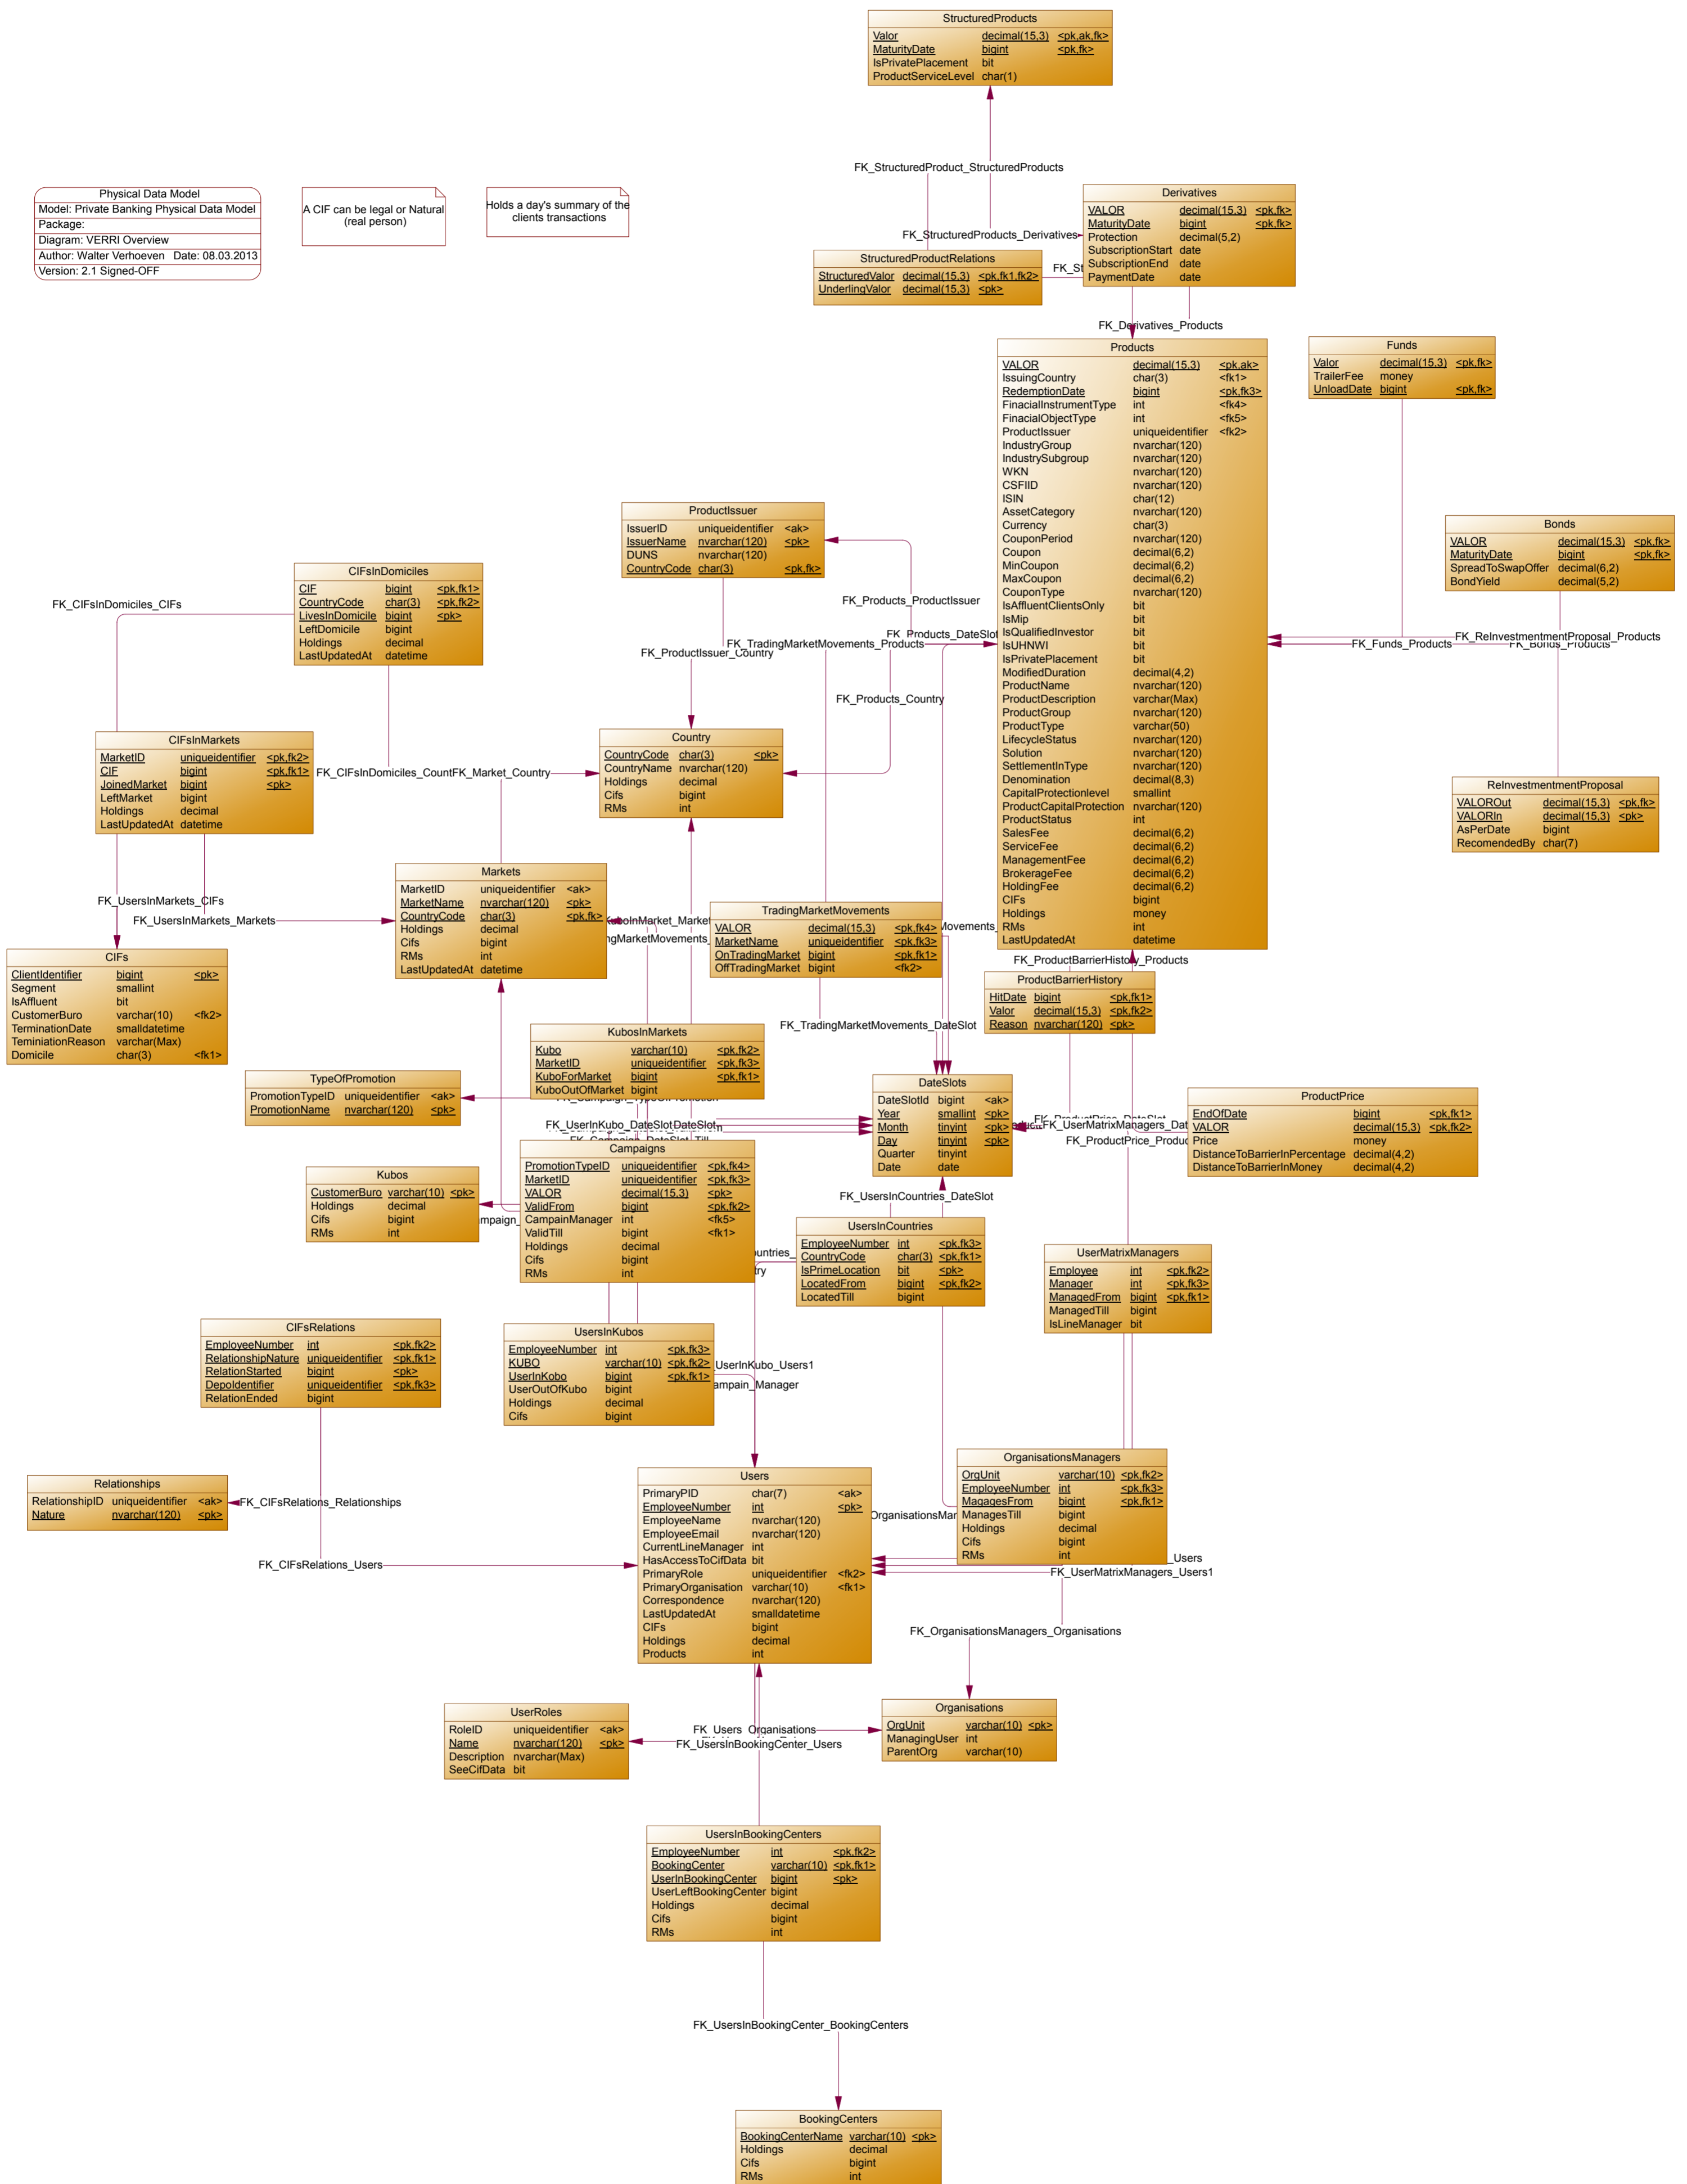 StructuredProducts
Valor decimal(15,3) <pk,ak,fk>
MaturityDate bigint <pk,fk>
IsPrivatePlacement bit
ProductServiceLevel char(1)
FK_StructuredProduct_StructuredProducts
Physical Data Model
Model: Private Banking Physical Data Model
Package:
Diagram: VERRI Overview
Author: Walter Verhoeven Date: 08.03.2013
Version: 2.1 Signed-OFF
A CIF can be legal or Natural
(real person)
Holds a day's summary of the
clients transactions
Derivatives
VALOR decimal(15,3) <pk,fk>
MaturityDate bigint <pk,fk>
Protection decimal(5,2)
SubscriptionStart date
SubscriptionEnd date
PaymentDate date
FK_StructuredProducts_Derivatives
StructuredProductRelations
StructuredValor decimal(15,3) <pk,fk1,fk2>
UnderlingValor decimal(15,3) <pk>
FK_St
FK_Derivatives_Products
Products
VALOR decimal(15,3) <pk,ak>
IssuingCountry char(3) <fk1>
RedemptionDate bigint <pk,fk3>
FinacialInstrumentType int <fk4>
FinacialObjectType int <fk5>
ProductIssuer uniqueidentifier <fk2>
IndustryGroup nvarchar(120)
IndustrySubgroup nvarchar(120)
WKN nvarchar(120)
CSFIID nvarchar(120)
ISIN char(12)
AssetCategory nvarchar(120)
Currency char(3)
CouponPeriod nvarchar(120)
Coupon decimal(6,2)
MinCoupon decimal(6,2)
MaxCoupon decimal(6,2)
CouponType nvarchar(120)
IsAffluentClientsOnly bit
IsMip bit
IsQualifiedInvestor bit
IsUHNWI bit
IsPrivatePlacement bit
ModifiedDuration decimal(4,2)
ProductName nvarchar(120)
ProductDescription varchar(Max)
ProductGroup nvarchar(120)
ProductType varchar(50)
LifecycleStatus nvarchar(120)
Solution nvarchar(120)
SettlementInType nvarchar(120)
Denomination decimal(8,3)
CapitalProtectionlevel smallint
ProductCapitalProtection nvarchar(120)
ProductStatus int
SalesFee decimal(6,2)
ServiceFee decimal(6,2)
ManagementFee decimal(6,2)
BrokerageFee decimal(6,2)
HoldingFee decimal(6,2)
CIFs bigint
Holdings money
RMs int
LastUpdatedAt datetime
Funds
Valor decimal(15,3) <pk,fk>
TrailerFee money
UnloadDate bigint <pk,fk>
Bonds
VALOR decimal(15,3) <pk,fk>
MaturityDate bigint <pk,fk>
SpreadToSwapOffer decimal(6,2)
BondYield decimal(5,2)
FK_ReInvestmentmentProposal_Products
FK_Funds_Products
FK_Bonds_Products
ReInvestmentmentProposal
VALOROut decimal(15,3) <pk,fk>
VALORIn decimal(15,3) <pk>
AsPerDate bigint
RecomendedBy char(7)
ProductIssuer
IssuerID uniqueidentifier <ak>
IssuerName nvarchar(120) <pk>
DUNS nvarchar(120)
CountryCode char(3) <pk,fk>
FK_Products_ProductIssuer
FK_Products_DateSlot
FK_TradingMarketMovements_Products
FK_ProductIssuer_Country
FK_Products_Country
CIFsInDomiciles
CIF bigint <pk,fk1>
CountryCode char(3) <pk,fk2>
LivesInDomicile bigint <pk>
LeftDomicile bigint
Holdings decimal
LastUpdatedAt datetime
FK_CIFsInDomiciles_CIFs
CIFsInMarkets
MarketID uniqueidentifier <pk,fk2>
CIF bigint <pk,fk1>
JoinedMarket bigint <pk>
LeftMarket bigint
Holdings decimal
LastUpdatedAt datetime
FK_CIFsInDomiciles_Count
FK_Market_Country
Country
CountryCode char(3) <pk>
CountryName nvarchar(120)
Holdings decimal
Cifs bigint
RMs int
FK_UsersInMarkets_CIFs
FK_UsersInMarkets_Markets
Markets
MarketID uniqueidentifier <ak>
MarketName nvarchar(120) <pk>
CountryCode char(3) <pk,fk>
Holdings decimal
Cifs bigint
RMs int
LastUpdatedAt datetime
KuboInMarket_Market
ngMarketMovements_
TradingMarketMovements
VALOR decimal(15,3) <pk,fk4>
MarketName uniqueidentifier <pk,fk3>
OnTradingMarket bigint <pk,fk1>
OffTradingMarket bigint <fk2>
Movements_
FK_TradingMarketMovements_DateSlot
CIFs
ClientIdentifier bigint <pk>
Segment smallint
IsAffluent bit
CustomerBuro varchar(10) <fk2>
TerminationDate smalldatetime
TeminiationReason varchar(Max)
Domicile char(3) <fk1>
FK_ProductBarrierHistory_Products
ProductBarrierHistory
HitDate bigint <pk,fk1>
Valor decimal(15,3) <pk,fk2>
Reason nvarchar(120) <pk>
KubosInMarkets
Kubo varchar(10) <pk,fk2>
MarketID uniqueidentifier <pk,fk3>
KuboForMarket bigint <pk,fk1>
KuboOutOfMarket bigint
TypeOfPromotion
PromotionTypeID uniqueidentifier <ak>
PromotionName nvarchar(120) <pk>
FK_Campaign_TypeOfPromotion
DateSlots
DateSlotId bigint <ak>
Year smallint <pk>
Month tinyint <pk>
Day tinyint <pk>
Quarter tinyint
Date date
FK_UserInKubo_DateSlot
DateSlot
FK_Campaign_DateSlot_Till
FK_ProductPrice_DateSlot
FK_UserMatrixManagers_Dat
FK_ProductPrice_Produc
ProductPrice
EndOfDate bigint <pk,fk1>
VALOR decimal(15,3) <pk,fk2>
Price money
DistanceToBarrierInPercentage decimal(4,2)
DistanceToBarrierInMoney decimal(4,2)
Campaigns
PromotionTypeID uniqueidentifier <pk,fk4>
MarketID uniqueidentifier <pk,fk3>
VALOR decimal(15,3) <pk>
ValidFrom bigint <pk,fk2>
CampainManager int <fk5>
ValidTill bigint <fk1>
Holdings decimal
Cifs bigint
RMs int
Kubos
CustomerBuro varchar(10) <pk>
Holdings decimal
Cifs bigint
RMs int
mpaign_
FK_UsersInCountries_DateSlot
UsersInCountries
EmployeeNumber int <pk,fk3>
CountryCode char(3) <pk,fk1>
IsPrimeLocation bit <pk>
LocatedFrom bigint <pk,fk2>
LocatedTill bigint
untries_
try
UserMatrixManagers
Employee int <pk,fk2>
Manager int <pk,fk3>
ManagedFrom bigint <pk,fk1>
ManagedTill bigint
IsLineManager bit
CIFsRelations
EmployeeNumber int <pk,fk2>
RelationshipNature uniqueidentifier <pk,fk1>
RelationStarted bigint <pk>
DepoIdentifier uniqueidentifier <pk,fk3>
RelationEnded bigint
UsersInKubos
EmployeeNumber int <pk,fk3>
KUBO varchar(10) <pk,fk2>
UserInKobo bigint <pk,fk1>
UserOutOfKubo bigint
Holdings decimal
Cifs bigint
_UserInKubo_Users1
ampain_Manager
Relationships
RelationshipID uniqueidentifier <ak>
Nature nvarchar(120) <pk>
FK_CIFsRelations_Relationships
FK_CIFsRelations_Users
Users
PrimaryPID char(7) <ak>
EmployeeNumber int <pk>
EmployeeName nvarchar(120)
EmployeeEmail nvarchar(120)
CurrentLineManager int
HasAccessToCifData bit
PrimaryRole uniqueidentifier <fk2>
PrimaryOrganisation varchar(10) <fk1>
Correspondence nvarchar(120)
LastUpdatedAt smalldatetime
CIFs bigint
Holdings decimal
Products int
OrganisationsManagers
OrgUnit varchar(10) <pk,fk2>
EmployeeNumber int <pk,fk3>
MagagesFrom bigint <pk,fk1>
ManagesTill bigint
Holdings decimal
Cifs bigint
RMs int
OrganisationsMar
_Users
FK_UserMatrixManagers_Users1
FK_OrganisationsManagers_Organisations
UserRoles
RoleID uniqueidentifier <ak>
Name nvarchar(120) <pk>
Description nvarchar(Max)
SeeCifData bit
FK_Users_Organisations
FK_UsersInBookingCenter_Users
Organisations
OrgUnit varchar(10) <pk>
ManagingUser int
ParentOrg varchar(10)
UsersInBookingCenters
EmployeeNumber int <pk,fk2>
BookingCenter varchar(10) <pk,fk1>
UserInBookingCenter bigint <pk>
UserLeftBookingCenter bigint
Holdings decimal
Cifs bigint
RMs int
FK_UsersInBookingCenter_BookingCenters
BookingCenters
BookingCenterName varchar(10) <pk>
Holdings decimal
Cifs bigint
RMs int